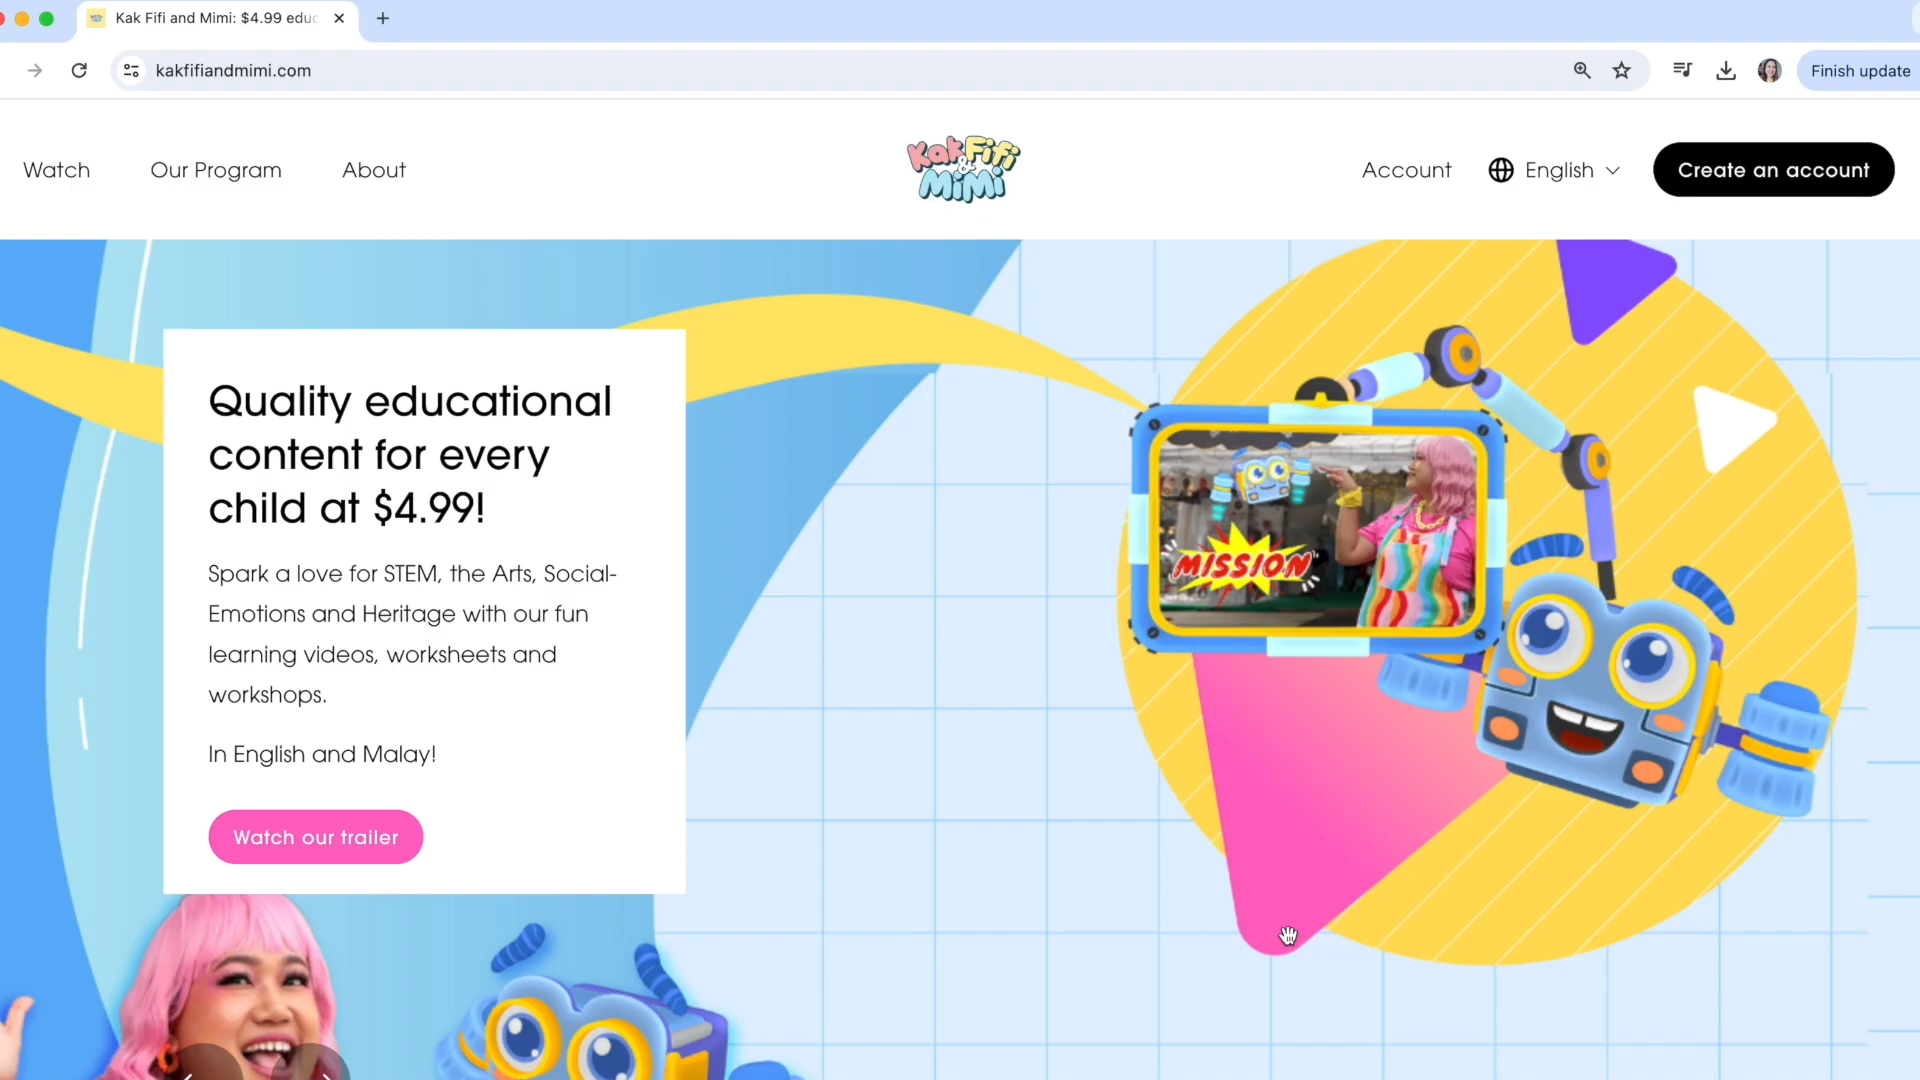 Kak Fifi and Mimi: $4.99 educ
kakfifiandmimi.com
Finish update
Watch
Our Program
About
Kak Fifi
&
MiMi
Account
English
Create an account
Quality educational
content for every
child at $4.99!
Spark a love for STEM, the Arts, Social-
Emotions and Heritage with our fun
learning videos, worksheets and
workshops.
In English and Malay!
Watch our trailer
MISSION